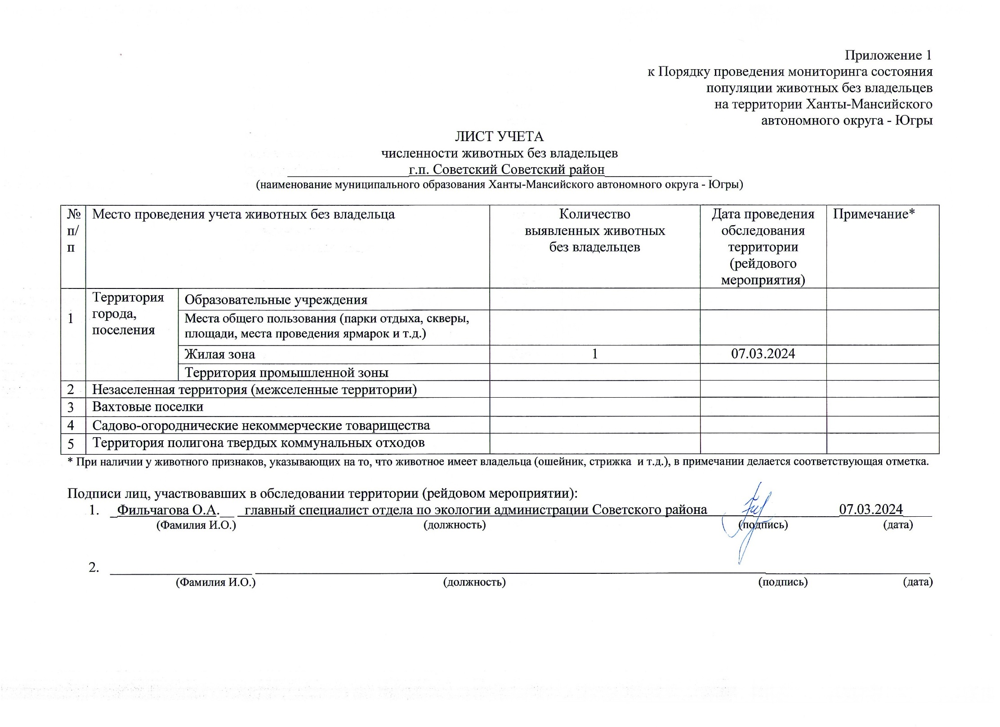 Приложение 1
к Порядку проведения мониторинга состояния
популяции животных без владельцев
на территории Ханты-Мансийского
автономного округа - Югры
ЛИСТ УЧЕТА
численности животных без владельцев
г.п. Советский Советский район
(наименование муниципального образования Ханты-Мансийского автономного округа - Югры)
№ п/п
Место проведения учета животных без владельца
Количество
выявленных животных
без владельцев
Дата проведения
обследования
территории
(рейдового
мероприятия)
Примечание*
1
Территория
города,
поселения
Образовательные учреждения
Места общего пользования (парки отдыха, скверы,
площади, места проведения ярмарок и т.д.)
Жилая зона 1 07.03.2024
Территория промышленной зоны
2 Незаселенная территория (межселенные территории)
3 Вахтовые поселки
4 Садово-огороднические некоммерческие товарищества
5 Территория полигона твердых коммунальных отходов
* При наличии у животного признаков, указывающих на то, что животное имеет владельца (ошейник, стрижка и т.д.), в примечании делается соответствующая отметка.
Подписи лиц, участвовавших в обследовании территории (рейдовом мероприятии):
1. _Фильчагова О.А.__ _главный специалист отдела по экологии администрации Советского района 07.03.2024
(Фамилия И.О.) (должность) (подпись) (дата)
2.
(Фамилия И.О.) (должность) (подпись) (дата)